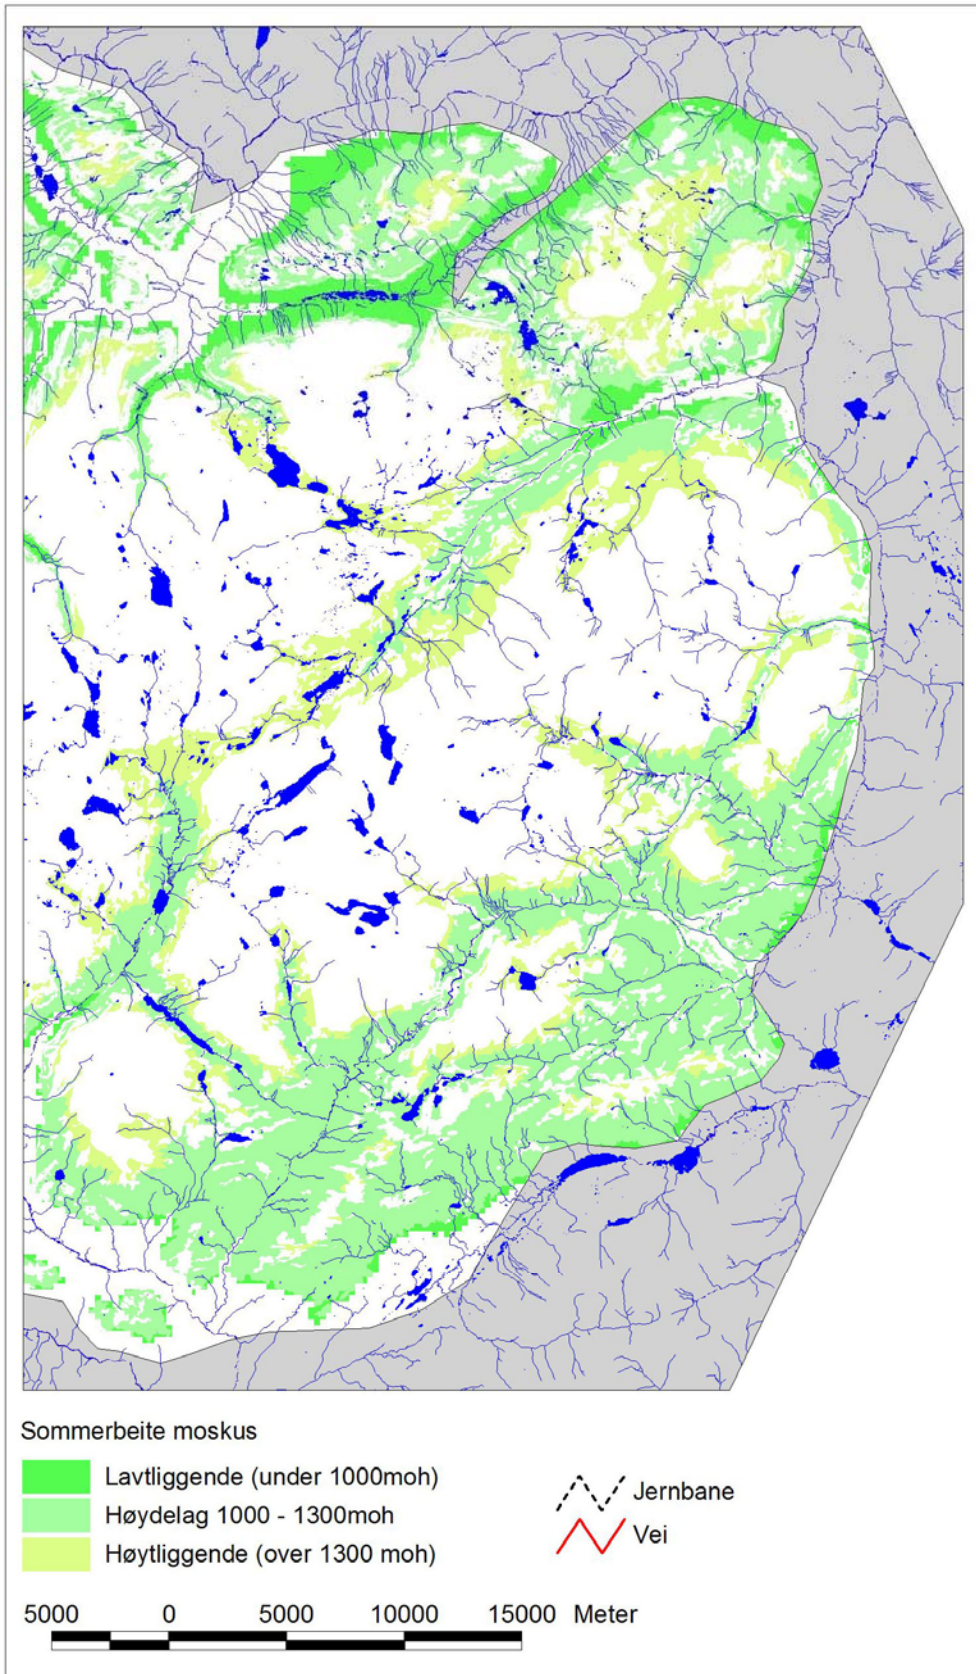 Sommerbeite moskus
Lavtliggende (under 1000moh)
Høydelag 1000 - 1300moh
Høytliggende (over 1300 moh)
Jernbane
Vei
5000 0 5000 10000 15000 Meter